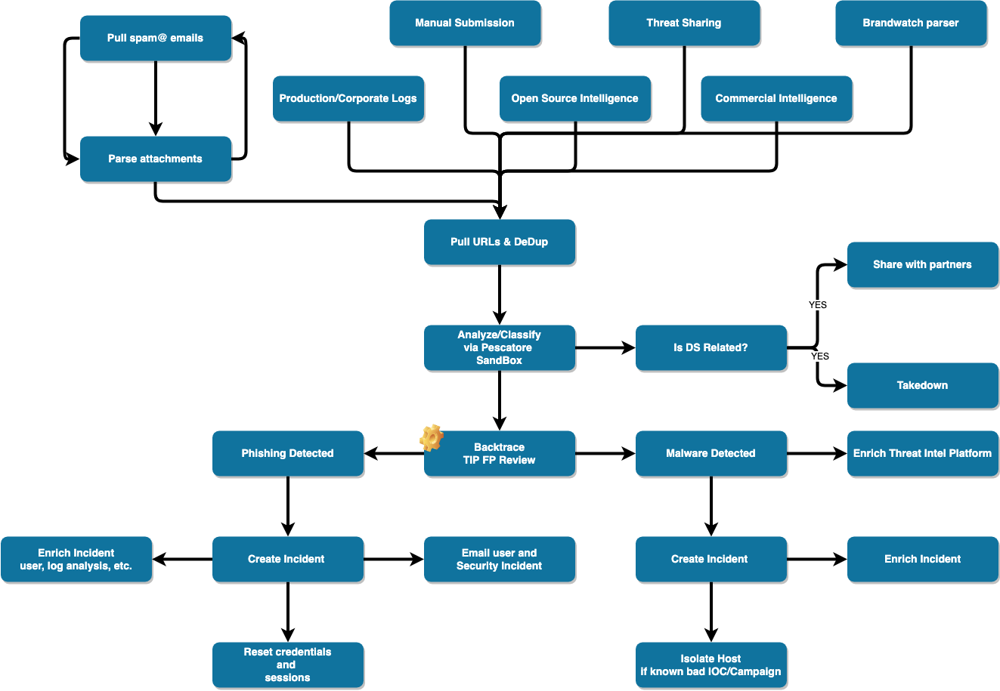 Manual Submission
Threat Sharing
Brandwatch parser
Pull spam@ emails
Production/Corporate Logs
Open Source Intelligence
Commercial Intelligence
Parse attachments
Pull URLs & DeDup
Share with partners
YES
Analyze/Classify
via Pescatore
SandBox
Is DS Related?
YES
Takedown
Phishing Detected
Backtrace
TIP FP Review
Malware Detected
Enrich Threat Intel Platform
Enrich Incident
user, log analysis, etc.
Create Incident
Email user and
Security Incident
Create Incident
Enrich Incident
Reset credentials
and
sessions
Isolate Host
if known bad IOC/Campaign